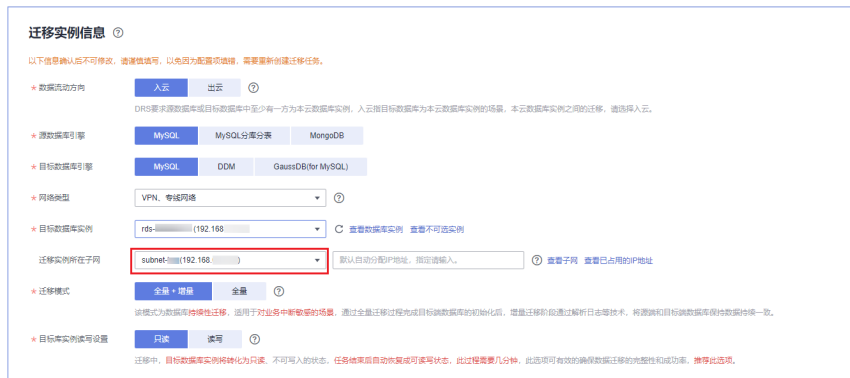 迁移实例信息 ?
以下信息确认后不可修改，请谨慎填写，以免因为配置项填错，需要重新创建迁移任务。
* 数据流动方向 入云 出云 ?
DRS要求源数据库或目标数据库中至少有一方为本云数据库实例，入云指目标数据库为本云数据库实例的场景，本云数据库实例之间的迁移，请选择入云。
* 源数据库引擎 MySQL MySQL分库分表 MongoDB
* 目标数据库引擎 MySQL DDM GaussDB(for MySQL)
* 网络类型 VPN、专线网络 ?
* 目标数据库实例 rds- (192.168 查看数据库实例 查看不可选实例
迁移实例所在子网 subnet- (192.168. ) 默认自动分配IP地址，指定请输入。 ? 查看子网 查看已占用的IP地址
* 迁移模式 全量+增量 全量 ?
该模式为数据库持续性迁移，适用于对业务中断敏感的场景，通过全量迁移过程完成目标端数据库的初始化后，增量迁移阶段通过解析日志等技术，将源端和目标端数据库保持数据持续一致。
* 目标库实例读写设置 只读 读写 ?
迁移中，目标数据库实例将转化为只读、不可写入的状态，任务结束后自动恢复成可读写状态，此过程需要几分钟，此选项可有效的确保数据迁移的完整性和成功率，推荐此选项。